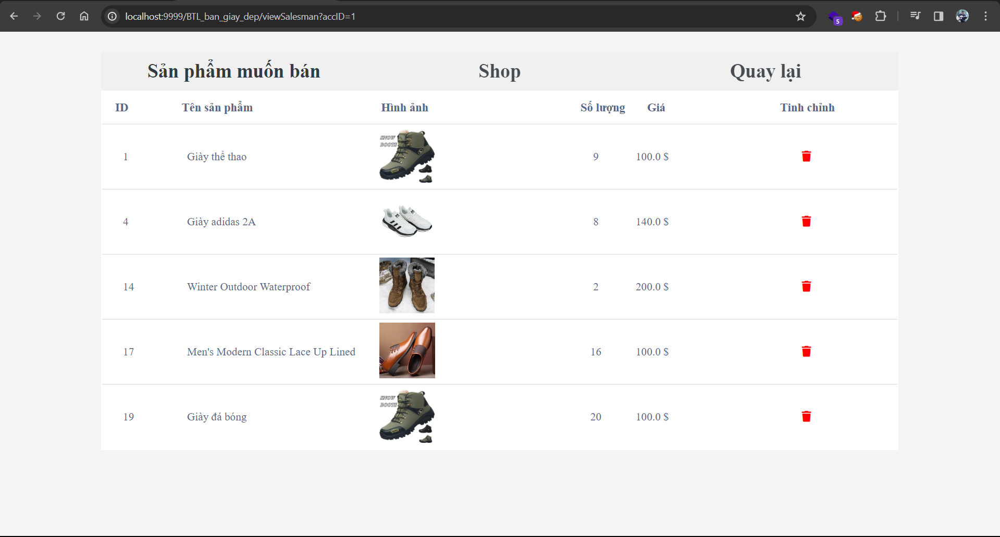 localhost:9999/BTL_ban_giay_dep/viewSalesman?accID=1
5
Sản phẩm muốn bán Shop Quay lại
ID Tên sản phẩm Hình ảnh Số lượng Giá Tinh chỉnh
SNOW
BOOTS
1 Giày thể thao 9 100.0 $
4 Giày adidas 2A 8 140.0 $
14 Winter Outdoor Waterproof 2 200.0 $
17 Men's Modern Classic Lace Up Lined 16 100.0 $
SNOW
BOOTS
19 Giày đá bóng 20 100.0 $